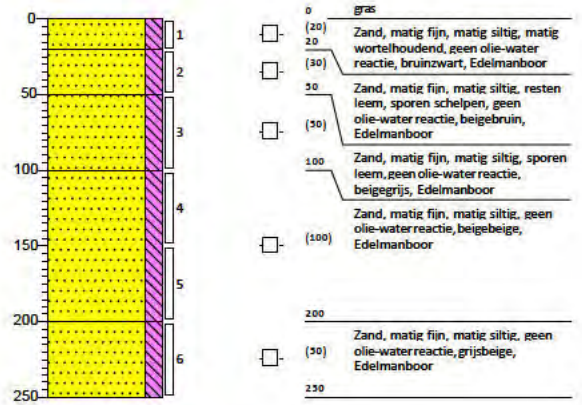 0
50
100
150
200
250
1
2
3
4
5
6
0 gras
(20) Zand, matig fijn, matig siltig, matig
20 wortelhoudend, geen olie-water
(30) reactie, bruinzwart, Edelmanboor
50 Zand, matig fijn, matig siltig, resten
leem, sporen schelpen, geen
(50) olie-water reactie, beigebruin,
Edelmanboor
100 Zand, matig fijn, matig siltig, sporen
leem, geen olie-water reactie,
beigegrijs, Edelmanboor
Zand, matig fijn, matig siltig, geen
(100) olie-water reactie, beigebeige,
Edelmanboor
200
Zand, matig fijn, matig siltig, geen
(50) olie-water reactie, grijsbeige,
Edelmanboor
250